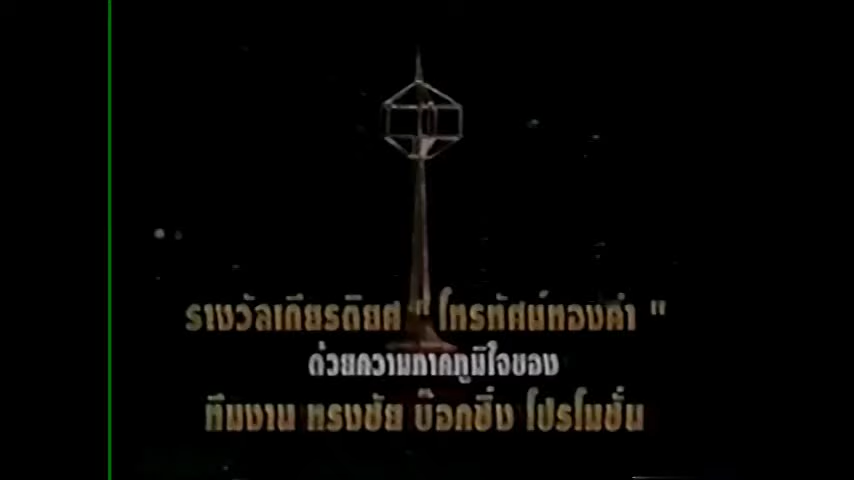 รางวัลเกียรติยศ " โทรทัศน์ทองคำ "
ด้วยความภาคภูมิใจของ
ทีมงาน ทรงชัย บ๊อกซิ่ง โปรโมชั่น